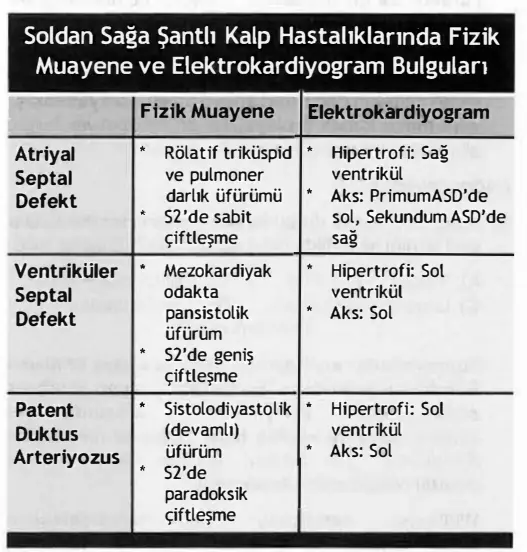 Soldan Sağa Şantlı Kalp Hastalıklarında Fizik
Muayene ve Elektrokardiyogram Bulguları
Fizik Muayene
Elektrokardiyogram
Atriyal
Septal
Defekt
* Rölatif triküspid
ve pulmoner
darlık üfürümü
* S2'de sabit
çiftleşme
* Hipertrofi: Sağ
ventrikül
* Aks: PrimumASD'de
sol, Sekundum ASD'de
sağ
Ventriküler
Septal
Defekt
* Mezokardiyak
odakta
pansistolik
üfürüm
* S2'de geniş
çiftleşme
* Hipertrofi: Sol
ventrikül
* Aks: Sol
Patent
Duktus
Arteriyozus
* Sistolodiyastolik
(devamlı)
üfürüm
* S2'de
paradoksik
çiftleşme
* Hipertrofi: Sol
ventrikül
* Aks: Sol